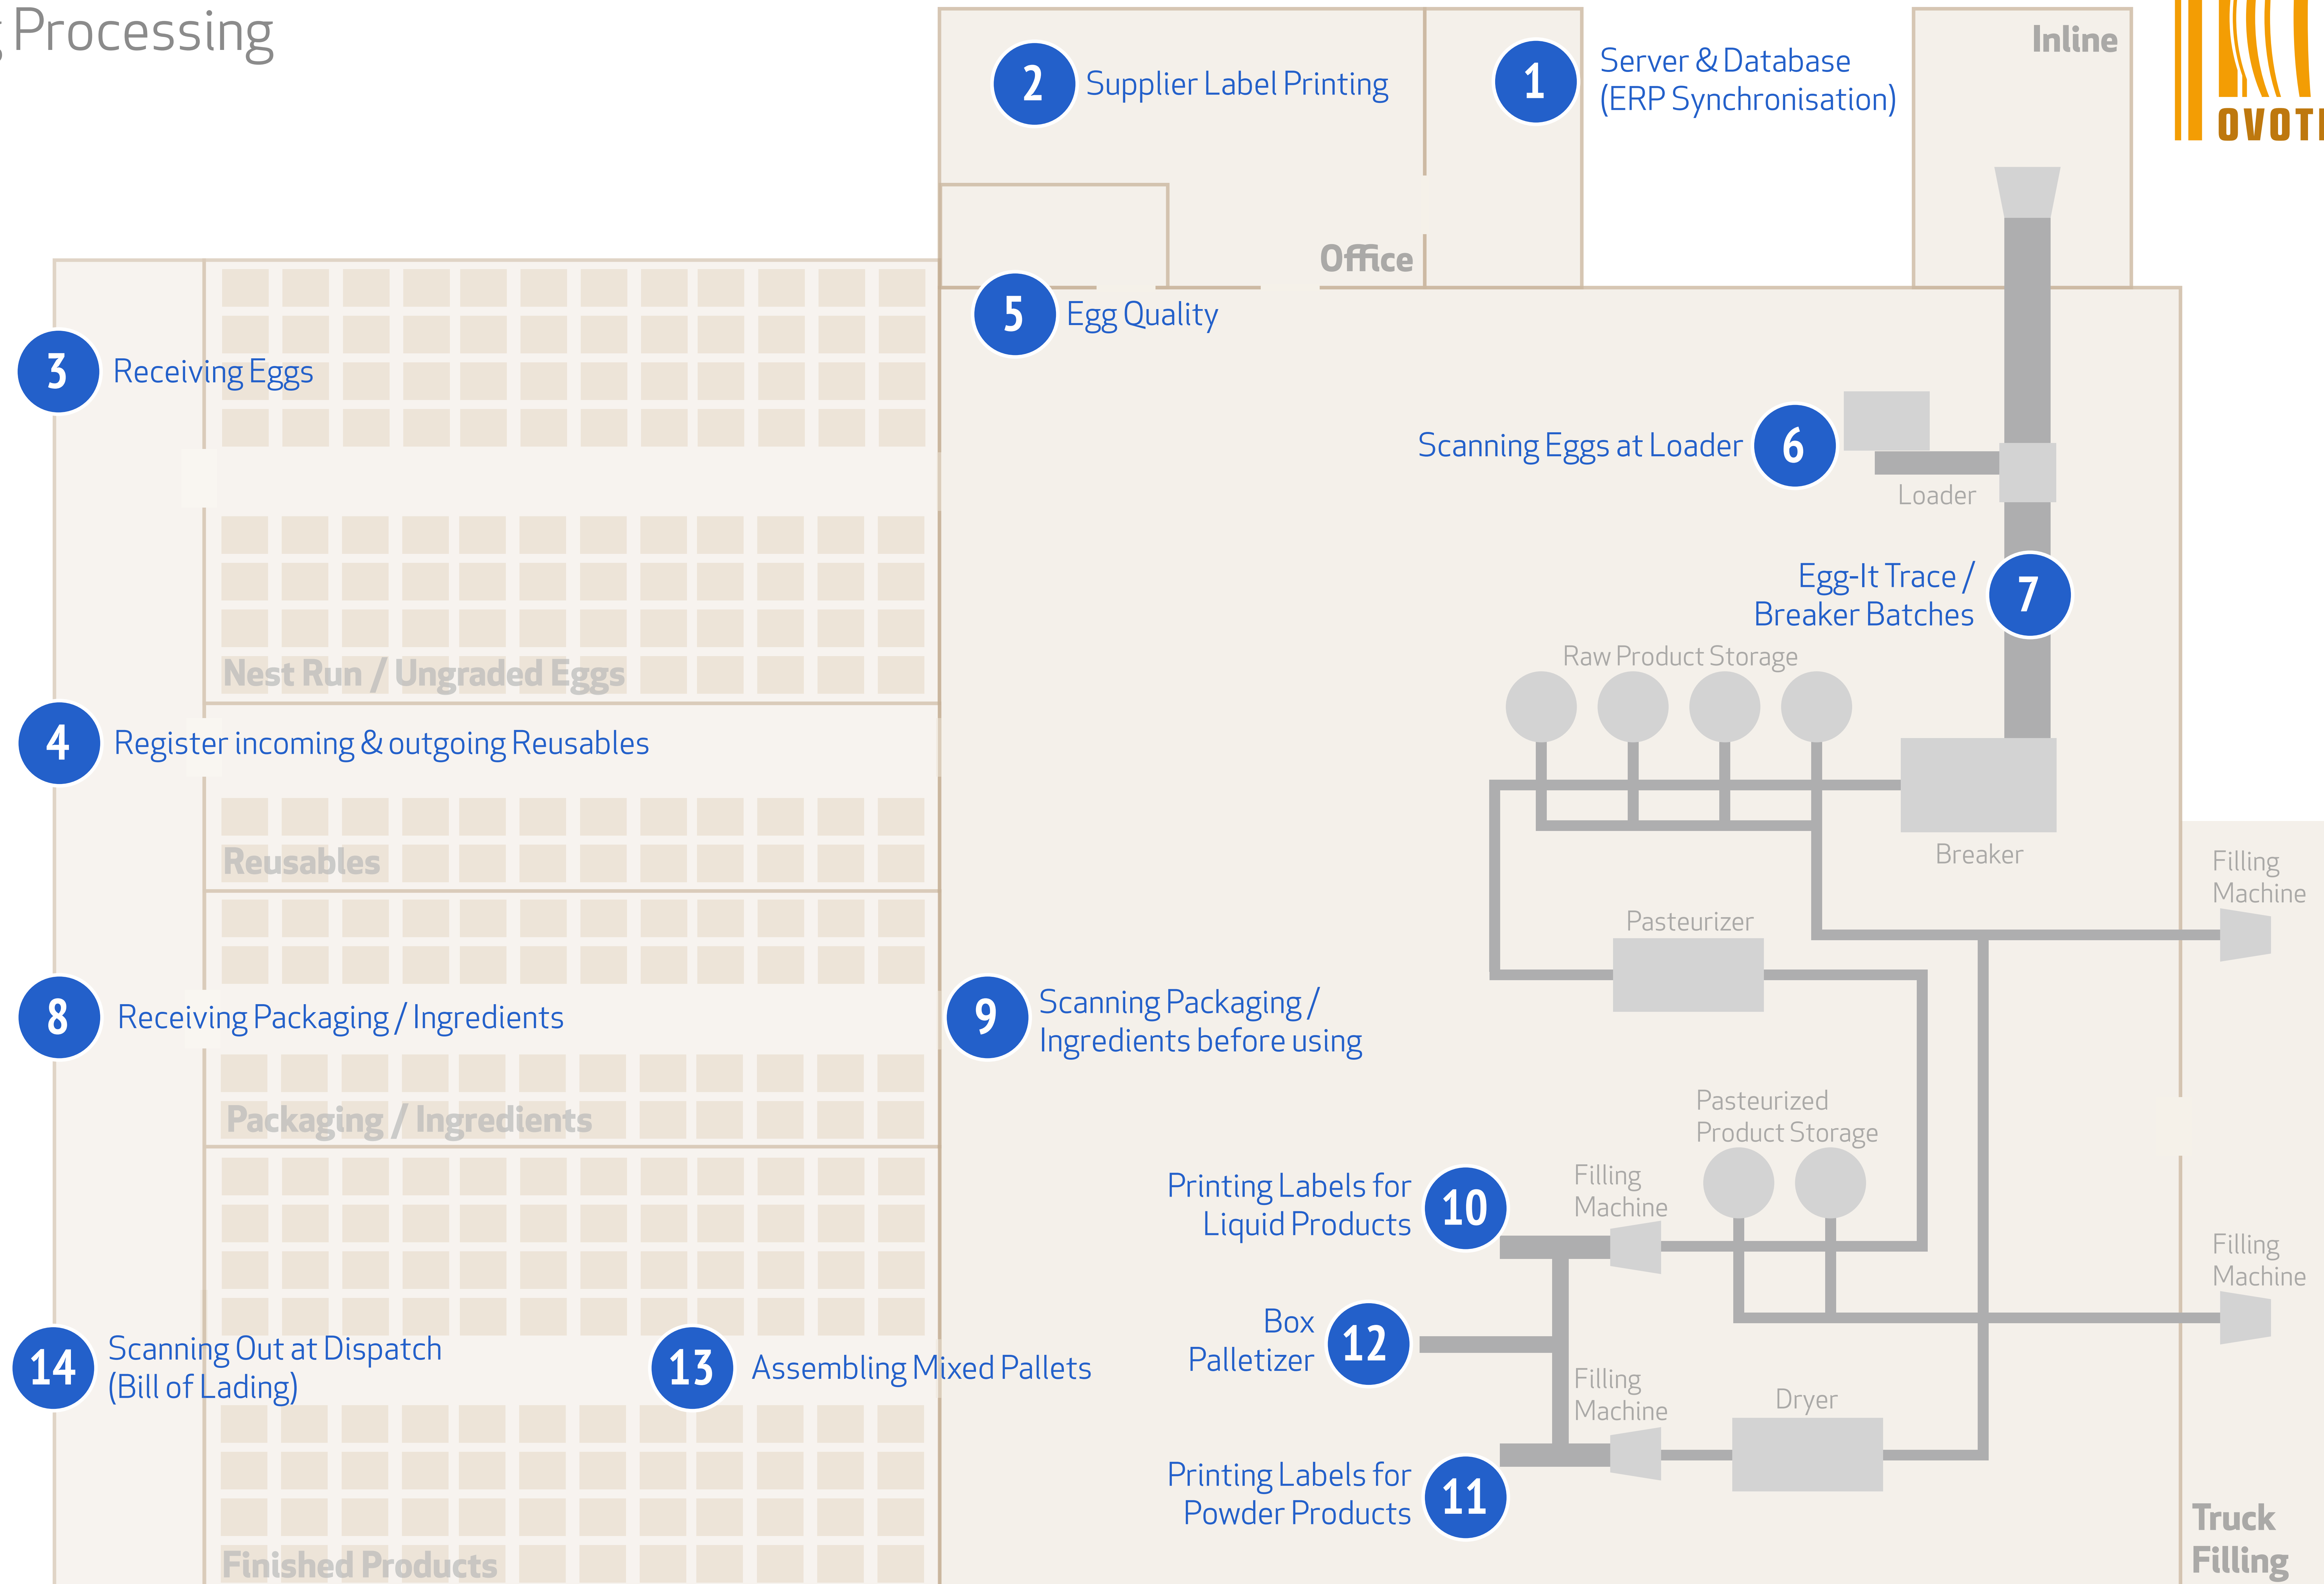 Processing
Inline
2
Supplier Label Printing
1
Server & Database
(ERP Synchronisation)
Office
5
Egg Quality
3
Receiving Eggs
6
Scanning Eggs at Loader
Loader
7
Egg-It Trace /
Breaker Batches
Raw Product Storage
Nest Run / Ungraded Eggs
4
Register incoming & outgoing Reusables
Reusables
Breaker
Filling
Machine
Pasteurizer
8
Receiving Packaging / Ingredients
9
Scanning Packaging /
Ingredients before using
Packaging / Ingredients
Pasteurized
Product Storage
10
Printing Labels for
Liquid Products
Filling
Machine
Filling
Machine
12
Box
Palletizer
14
Scanning Out at Dispatch
(Bill of Lading)
13
Assembling Mixed Pallets
Filling
Machine
Dryer
11
Printing Labels for
Powder Products
Finished Products
Truck
Filling